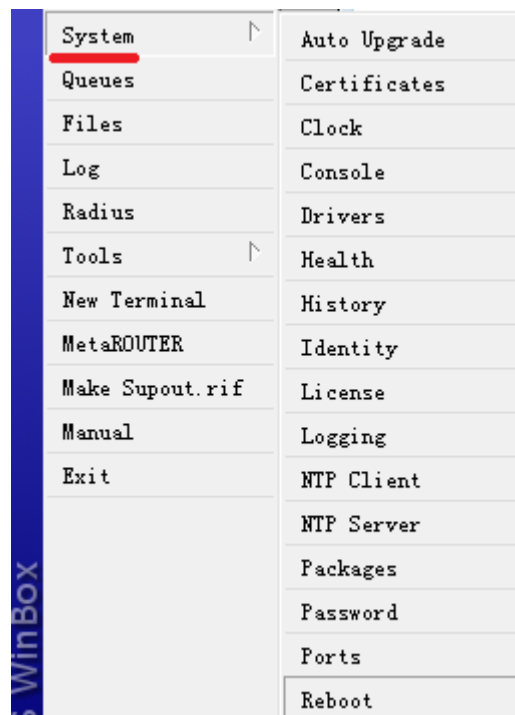 System
Queues
Files
Log
Radius
Tools
New Terminal
MetaROUTER
Make Supout.rif
Manual
Exit
Auto Upgrade
Certificates
Clock
Console
Drivers
Health
History
Identity
License
Logging
NTP Client
NTP Server
Packages
Password
Ports
Reboot
WinBox